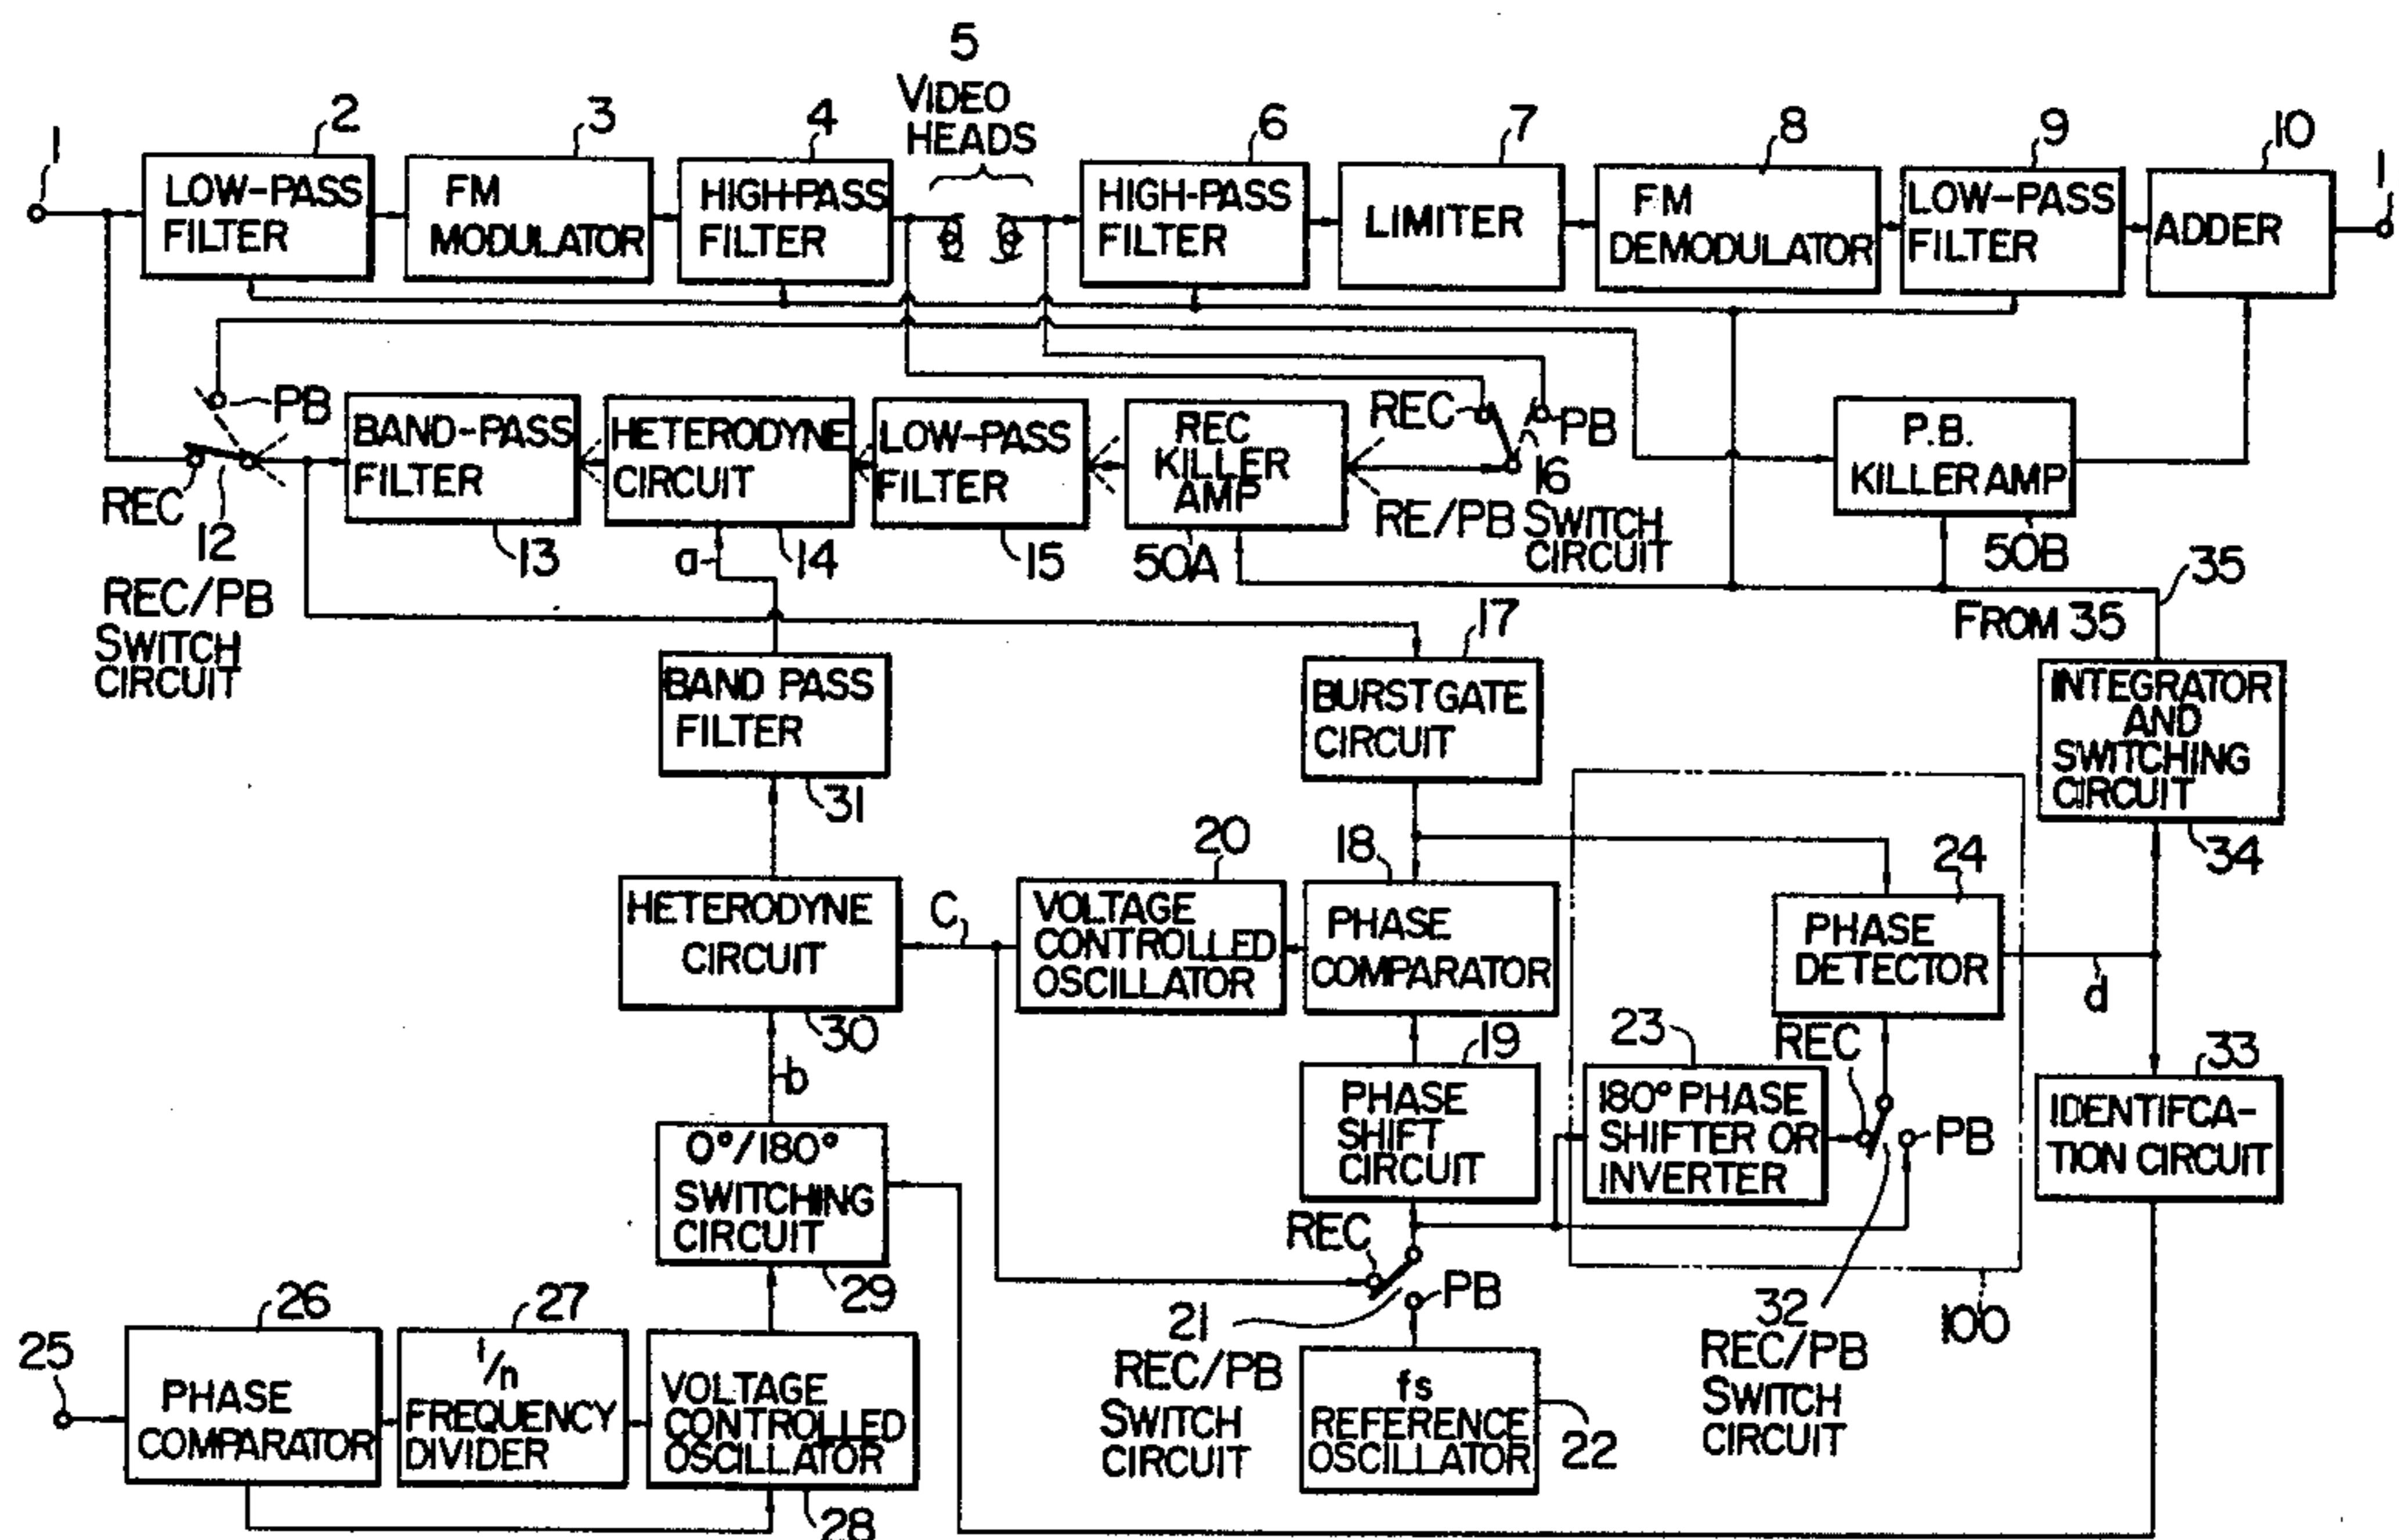 5
VIDEO
HEADS
1
2
3
4
6
7
8
9
10
1
LOW-PASS
FILTER
FM
MODULATOR
HIGH-PASS
FILTER
HIGH-PASS
FILTER
LIMITER
FM
DEMODULATOR
LOW-PASS
FILTER
ADDER
PB
REC
12
REC/PB
SWITCH
CIRCUIT
BAND-PASS
FILTER
13
HETERODYNE
CIRCUIT
14
a
LOW-PASS
FILTER
15
REC
KILLER
AMP
50A
REC
PB
16
RE/PB SWITCH
CIRCUIT
P.B.
KILLER AMP
50B
35
FROM 35
BAND PASS
FILTER
31
17
BURST GATE
CIRCUIT
INTEGRATOR
AND
SWITCHING
CIRCUIT
34
HETERODYNE
CIRCUIT
30
C
20
VOLTAGE
CONTROLLED
OSCILLATOR
18
PHASE
COMPARATOR
24
PHASE
DETECTOR
d
b
19
PHASE
SHIFT
CIRCUIT
23
180° PHASE
SHIFTER OR
INVERTER
REC
PB
33
IDENTIFCA-
TION CIRCUIT
0°/180°
SWITCHING
CIRCUIT
29
REC
PB
21
REC/PB
SWITCH
CIRCUIT
32
REC/PB
SWITCH
CIRCUIT
100
25
26
PHASE
COMPARATOR
27
1/n
FREQUENCY
DIVIDER
VOLTAGE
CONTROLLED
OSCILLATOR
28
fs
REFERENCE
OSCILLATOR
22